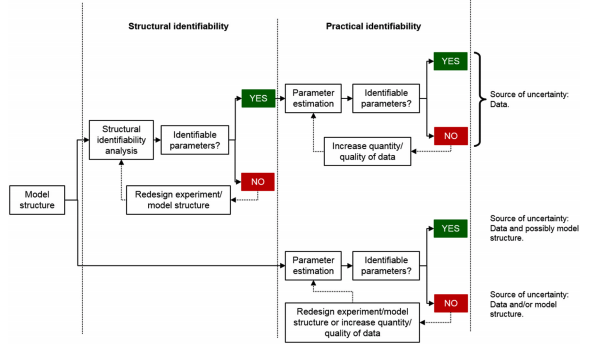 Structural identifiability
Practical identifiability
Model
structure
Structural
identifiability
analysis
Identifiable
parameters?
YES
NO
Redesign experiment/
model structure
Parameter
estimation
Identifiable
parameters?
YES
NO
Increase quantity/
quality of data
Source of uncertainty:
Data.
Parameter
estimation
Identifiable
parameters?
YES
NO
Redesign experiment/model
structure or increase quantity/
quality of data
Source of uncertainty:
Data and possibly model
structure.
Source of uncertainty:
Data and/or model
structure.